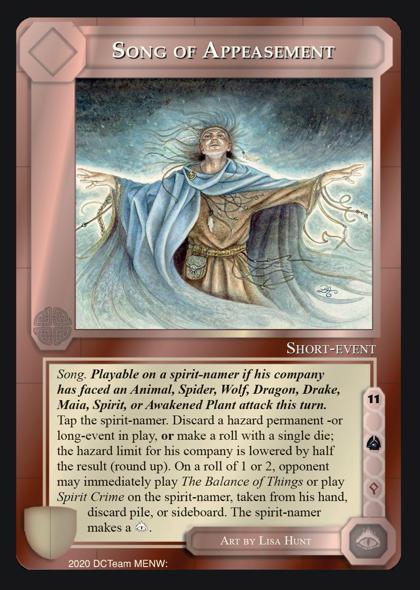 Song of Appeasement
Short-event
Song. Playable on a spirit-namer if his company
has faced an Animal, Spider, Wolf, Dragon, Drake,
Maia, Spirit, or Awakened Plant attack this turn.
Tap the spirit-namer. Discard a hazard permanent -or
long-event in play, or make a roll with a single die;
the hazard limit for his company is lowered by half
the result (round up). On a roll of 1 or 2, opponent
may immediately play The Balance of Things or play
Spirit Crime on the spirit-namer, taken from his hand,
discard pile, or sideboard. The spirit-namer
makes a .
11
Art by Lisa Hunt
2020 DCTeam MENW: